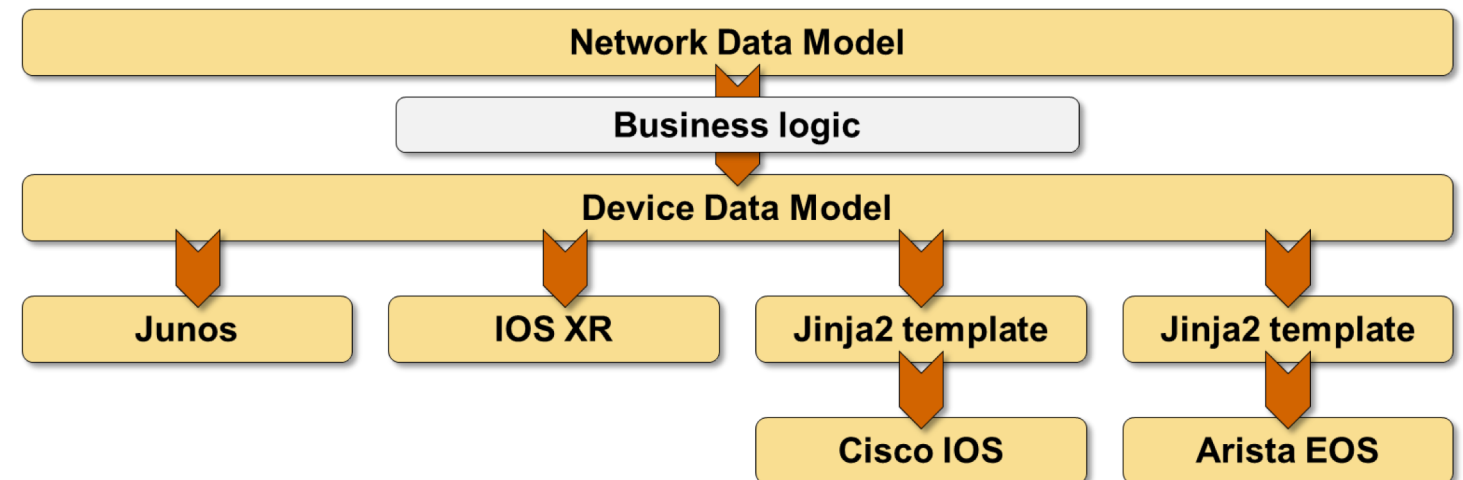 Network Data Model
Business logic
Device Data Model
Junos
IOS XR
Jinja2 template
Jinja2 template
Cisco IOS
Arista EOS